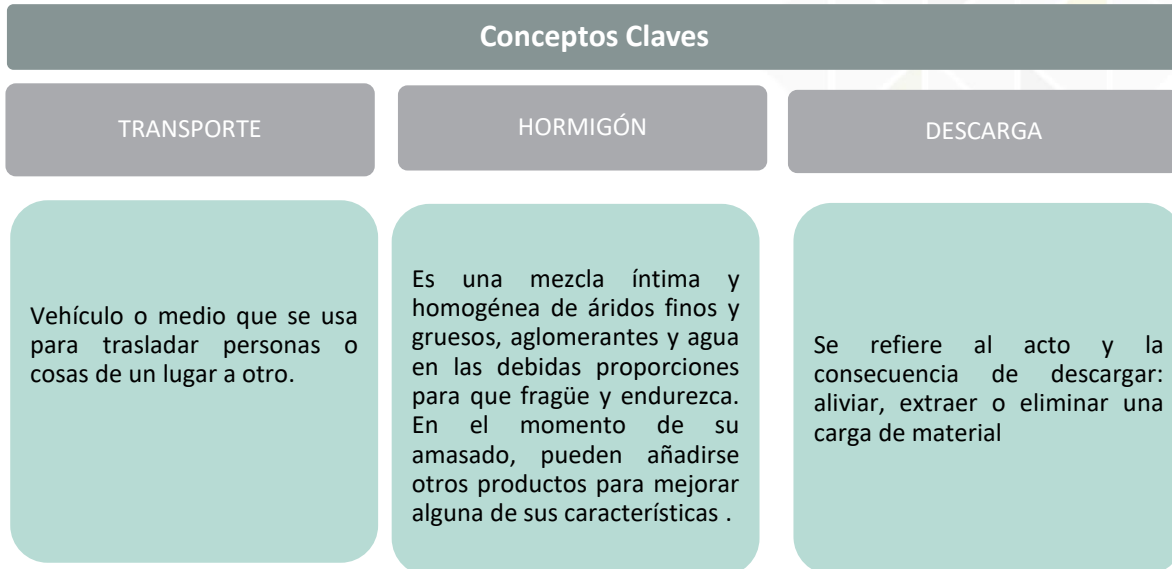 Conceptos Claves
TRANSPORTE
HORMIGÓN
DESCARGA
Vehículo o medio que se usa
para trasladar personas o
cosas de un lugar a otro.
Es una mezcla íntima y
homogénea de áridos finos y
gruesos, aglomerantes y agua
en las debidas proporciones
para que fragüe y endurezca.
En el momento de su
amasado, pueden añadirse
otros productos para mejorar
alguna de sus características .
Se refiere al acto y la
consecuencia de descargar:
aliviar, extraer o eliminar una
carga de material